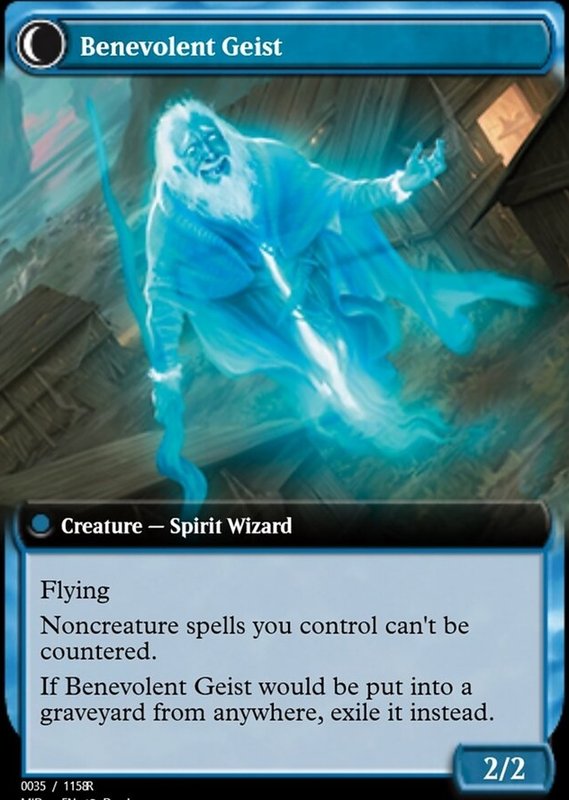 Benevolent Geist
Creature — Spirit Wizard
Flying
Noncreature spells you control can't be
countered.
If Benevolent Geist would be put into a
graveyard from anywhere, exile it instead.
2/2
0035 / 1158R